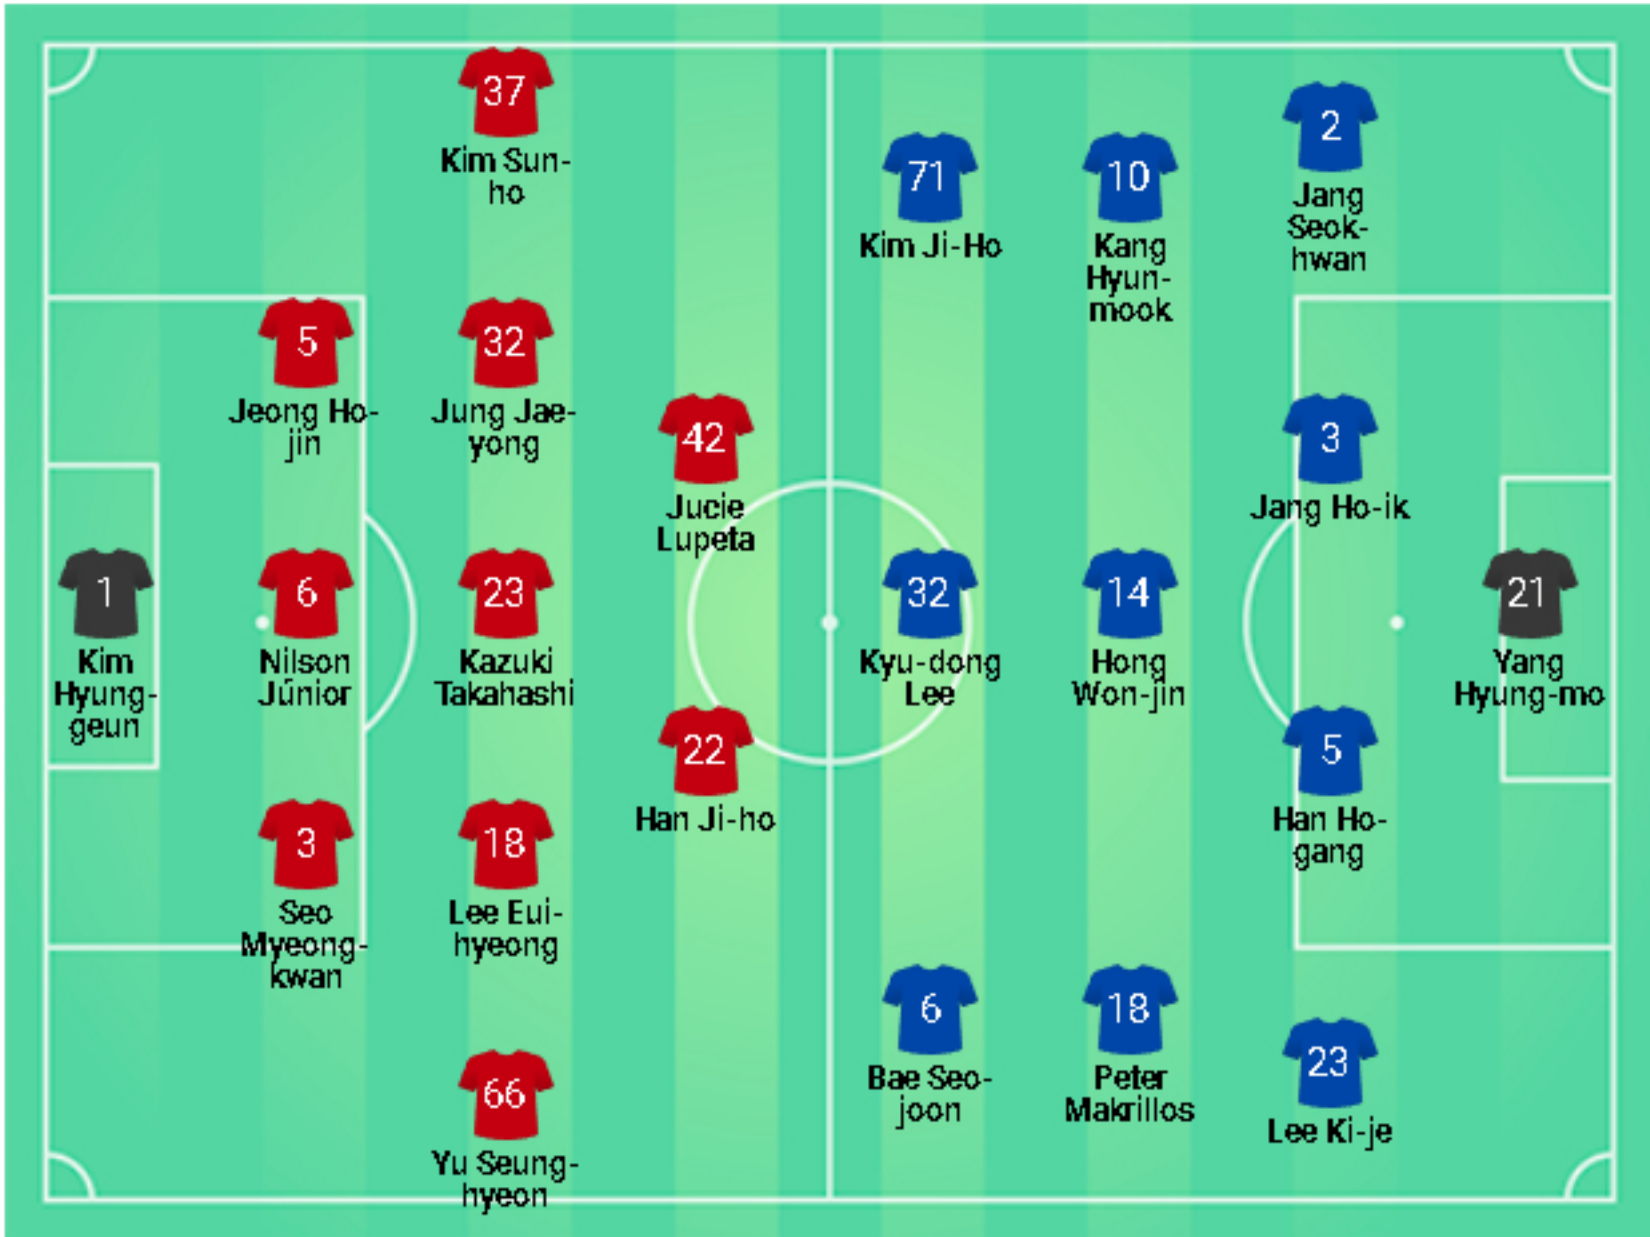 1
Kim
Hyung-
geun
5
Jeong Ho-
jin
6
Nilson
Júnior
3
Seo
Myeong-
kwan
37
Kim Sun-
ho
32
Jung Jae-
yong
23
Kazuki
Takahashi
18
Lee Eui-
hyeong
66
Yu Seung-
hyeon
42
Jucie
Lupeta
22
Han Ji-ho
71
Kim Ji-Ho
32
Kyu-dong
Lee
6
Bae Seo-
joon
10
Kang
Hyun-
mook
14
Hong
Won-jin
18
Peter
Makrillos
2
Jang
Seok-
hwan
3
Jang Ho-ik
5
Han Ho-
gang
23
Lee Ki-je
21
Yang
Hyung-mo